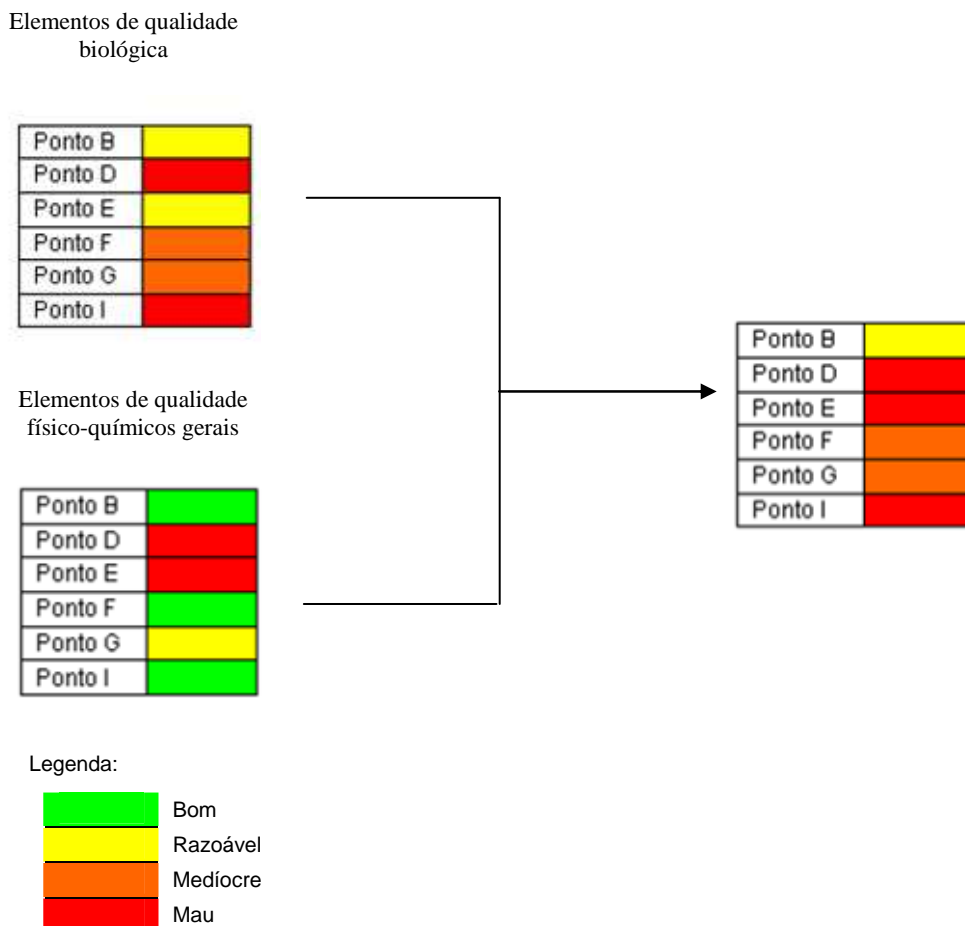 Elementos de qualidade
biológica
Ponto B
Ponto D
Ponto E
Ponto F
Ponto G
Ponto I
Elementos de qualidade
físico-químicos gerais
Ponto B
Ponto D
Ponto E
Ponto F
Ponto G
Ponto I
Ponto B
Ponto D
Ponto E
Ponto F
Ponto G
Ponto I
Legenda:
Bom
Razoável
Medíocre
Mau